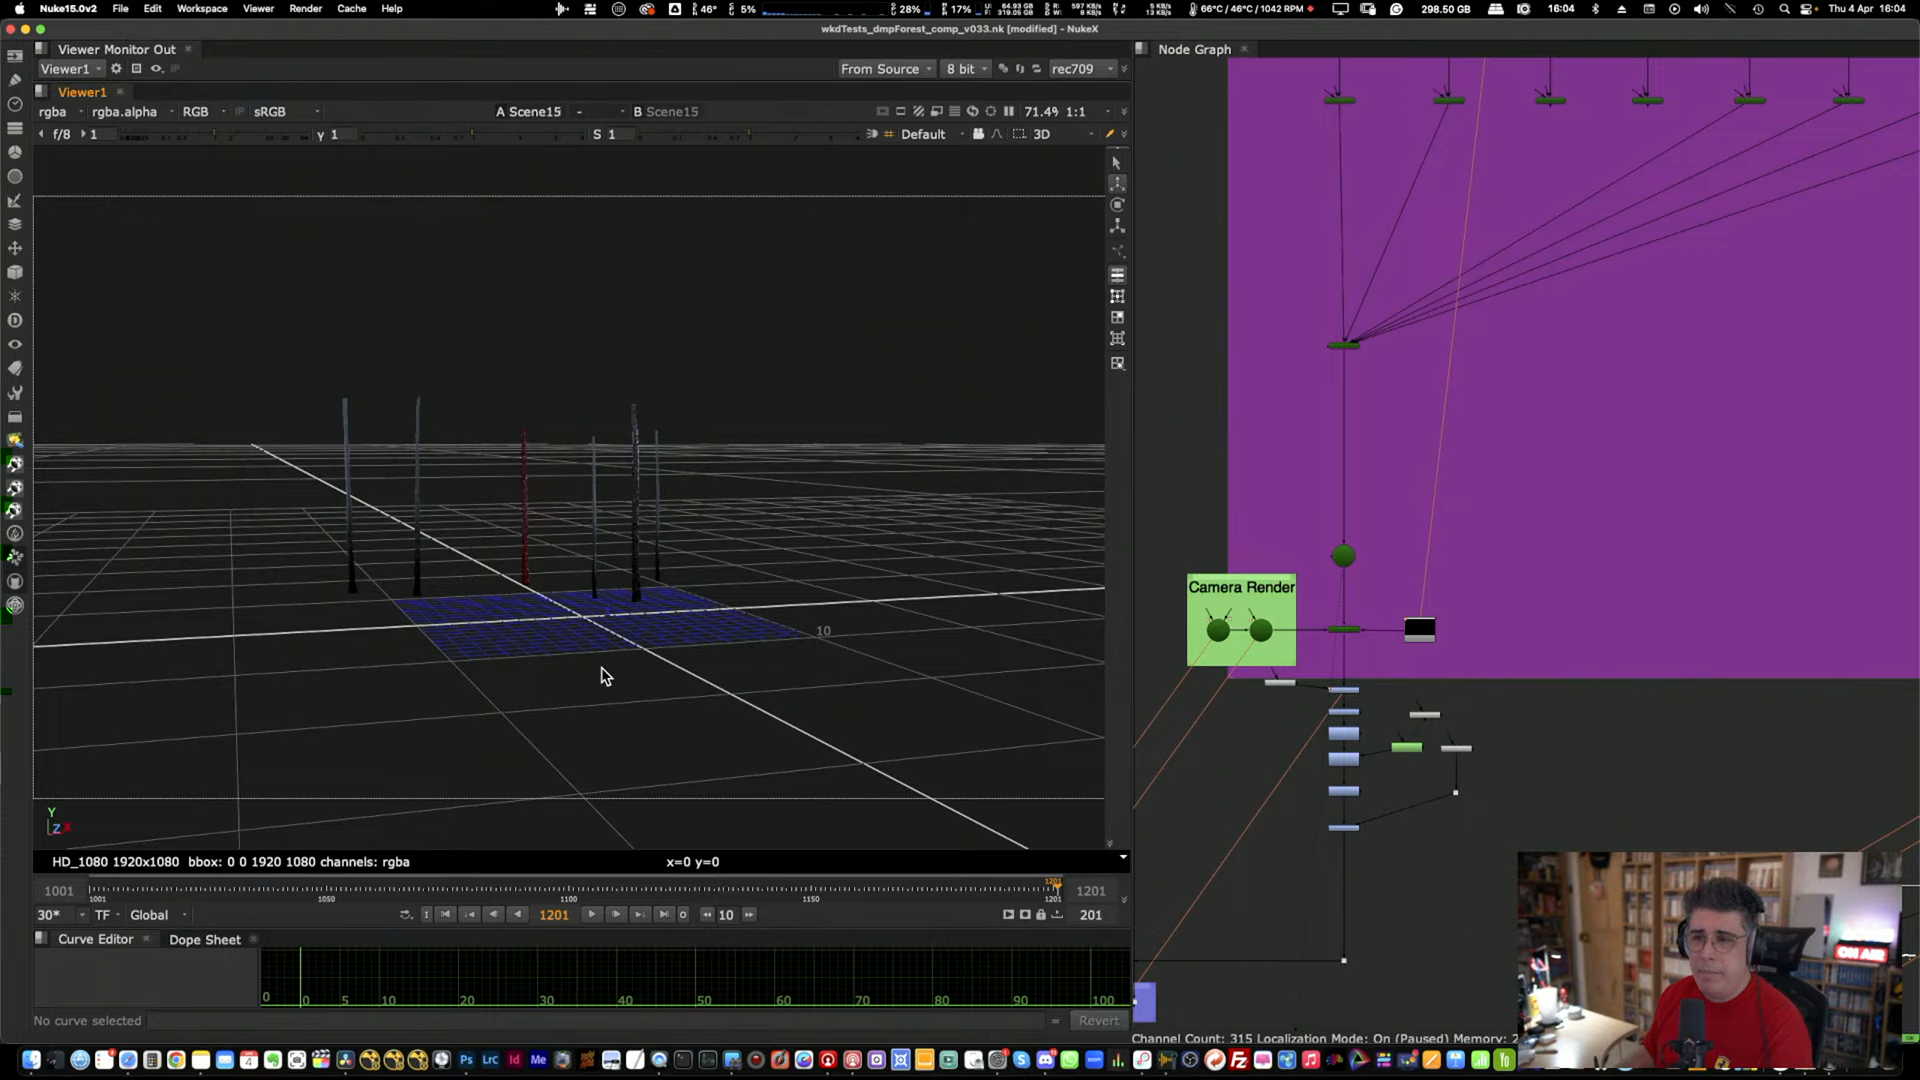 Nuke15.0v2 File Edit Workspace Viewer Render Cache Help
46° 5% 28% 17% 66°C / 46°C / 1042 RPM 298.50 GB 16:04 Thu 4 Apr 16:04
wkdTests_dmpForest_comp_v033.nk [modified] - NukeX
Viewer Monitor Out
Node Graph
Viewer1 From Source 8 bit rec709
Viewer1
rgba rgba.alpha RGB sRGB A Scene15 - B Scene15 71.4% 1:1
f/8 1 γ 1 S 1 Default 3D
10
Camera Render
Y
Z X
HD_1080 1920x1080 bbox: 0 0 1920 1080 channels: rgba x=0 y=0
1001 1201 1201
1001 1050 1100 1150 1201
30* TF Global 1201 10 201
Curve Editor Dope Sheet
ON AIR
0 0 5 10 20 30 40 50 60 70 80 90 100
No curve selected = Revert
Channel Count: 315 Localization Mode: On (Paused) Memory: 2
Ps LrC Id Me Fz Yo